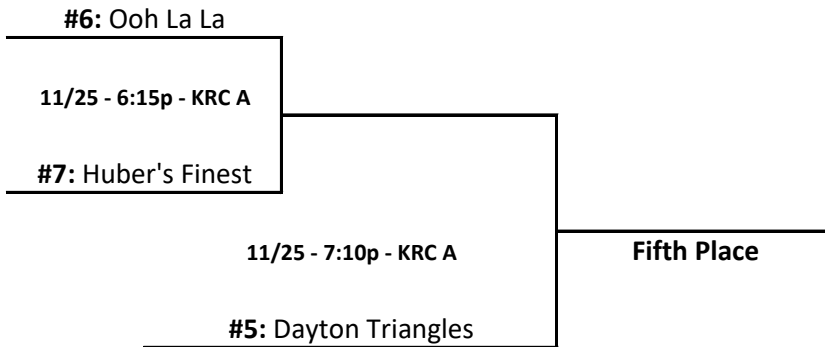 #6: Ooh La La
11/25 - 6:15p - KRC A
#7: Huber's Finest
11/25 - 7:10p - KRC A
Fifth Place
#5: Dayton Triangles